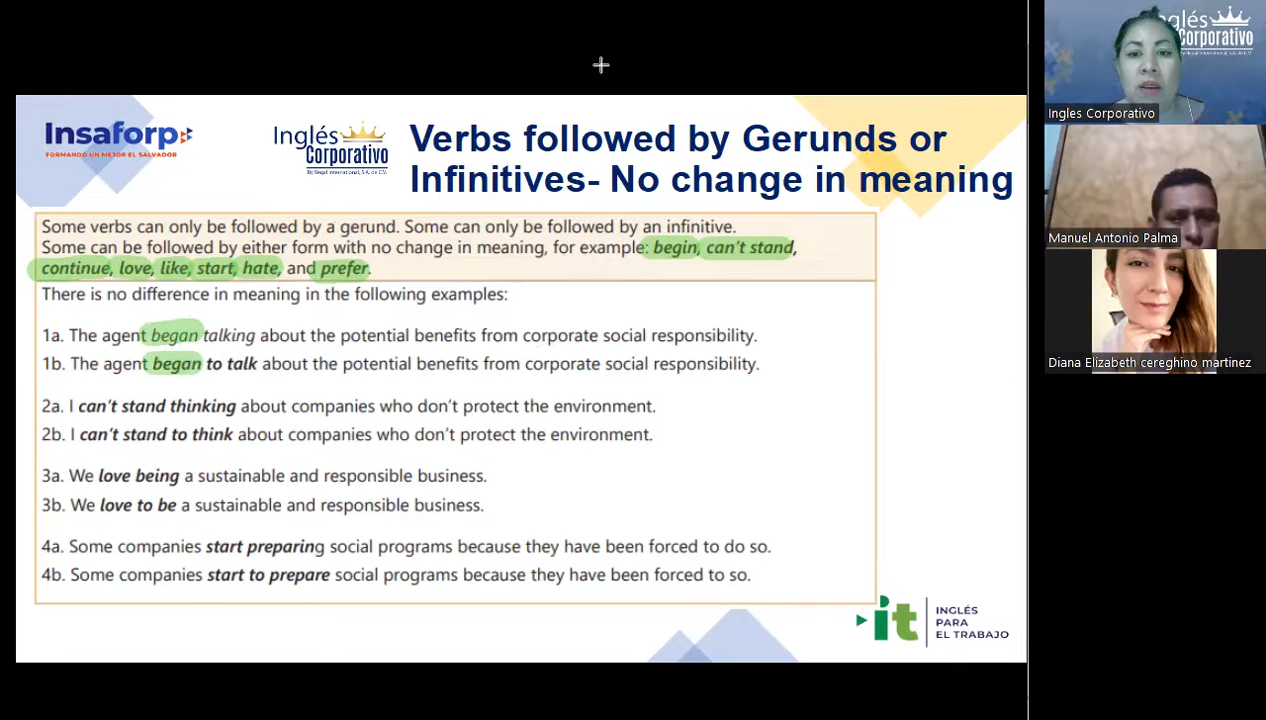 Insaforp
FORMANDO UN MEJOR EL SALVADOR
Inglés
Corporativo
By Regail International, S.A. de C.V.
Verbs followed by Gerunds or
Infinitives- No change in meaning
Some verbs can only be followed by a gerund. Some can only be followed by an infinitive.
Some can be followed by either form with no change in meaning, for example: begin, can't stand,
continue, love, like, start, hate, and prefer.
There is no difference in meaning in the following examples:
1a. The agent began talking about the potential benefits from corporate social responsibility.
1b. The agent began to talk about the potential benefits from corporate social responsibility.
2a. I can't stand thinking about companies who don't protect the environment.
2b. I can't stand to think about companies who don't protect the environment.
3a. We love being a sustainable and responsible business.
3b. We love to be a sustainable and responsible business.
4a. Some companies start preparing social programs because they have been forced to do so.
4b. Some companies start to prepare social programs because they have been forced to so.
it
INGLÉS
PARA
EL TRABAJO
Inglés
Corporativo
Ingles Corporativo
Manuel Antonio Palma
Diana Elizabeth cereghino martinez